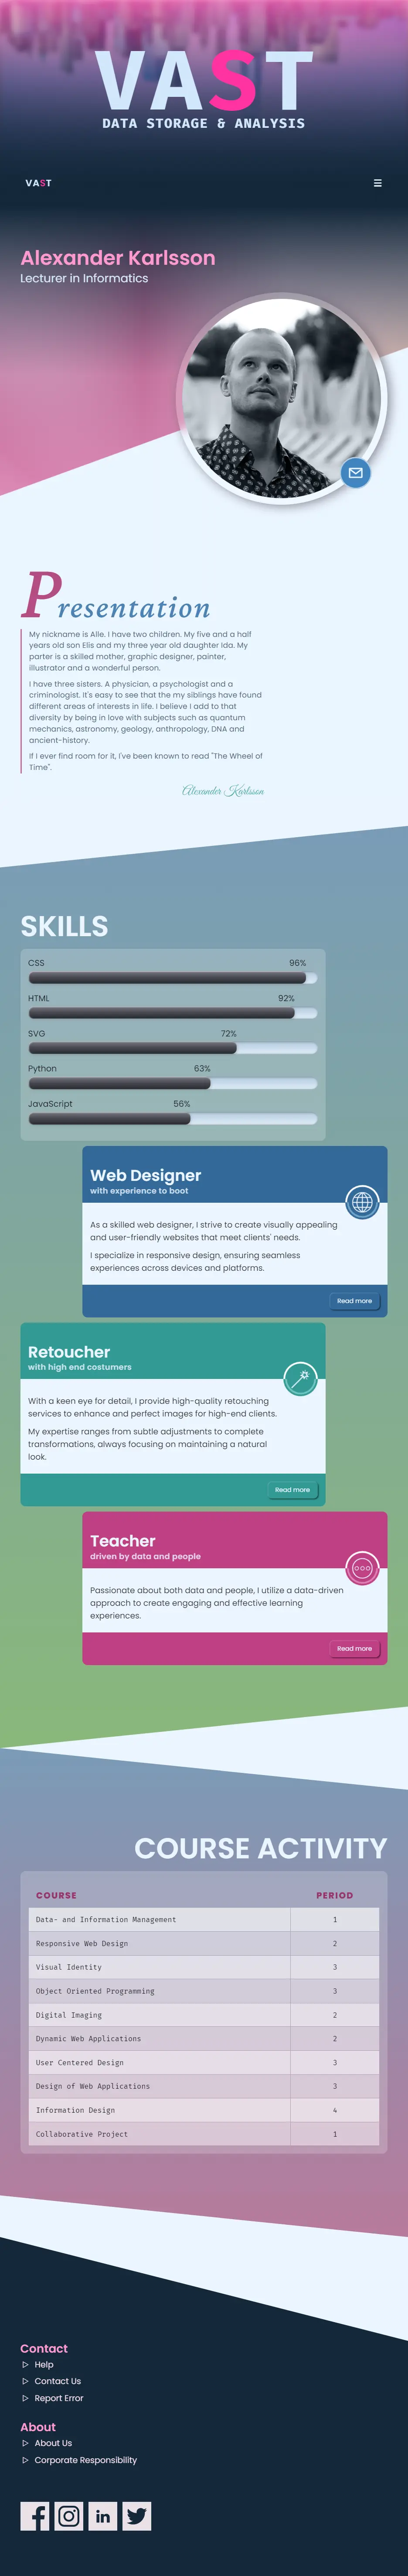 VAST
DATA STORAGE & ANALYSIS
VAST
Alexander Karlsson
Lecturer in Informatics
Presentation
My nickname is Alle. I have two children. My five and a half
years old son Elis and my three year old daughter Ida. My
parter is a skilled mother, graphic designer, painter,
illustrator and a wonderful person.
I have three sisters. A physician, a psychologist and a
criminologist. It's easy to see that the my siblings have found
different areas of interests in life. I believe I add to that
diversity by being in love with subjects such as quantum
mechanics, astronomy, geology, anthropology, DNA and
ancient-history.
If I ever find room for it, I've been known to read "The Wheel of
Time".
Alexander Karlsson
SKILLS
CSS 96%
HTML 92%
SVG 72%
Python 63%
JavaScript 56%
Web Designer
with experience to boot
As a skilled web designer, I strive to create visually appealing
and user-friendly websites that meet clients' needs.
I specialize in responsive design, ensuring seamless
experiences across devices and platforms.
Read more
Retoucher
with high end costumers
With a keen eye for detail, I provide high-quality retouching
services to enhance and perfect images for high-end clients.
My expertise ranges from subtle adjustments to complete
transformations, always focusing on maintaining a natural
look.
Read more
Teacher
driven by data and people
Passionate about both data and people, I utilize a data-driven
approach to create engaging and effective learning
experiences.
Read more
COURSE ACTIVITY
COURSE PERIOD
Data- and Information Management 1
Responsive Web Design 2
Visual Identity 3
Object Oriented Programming 3
Digital Imaging 2
Dynamic Web Applications 2
User Centered Design 3
Design of Web Applications 3
Information Design 4
Collaborative Project 1
Contact
Help
Contact Us
Report Error
About
About Us
Corporate Responsibility